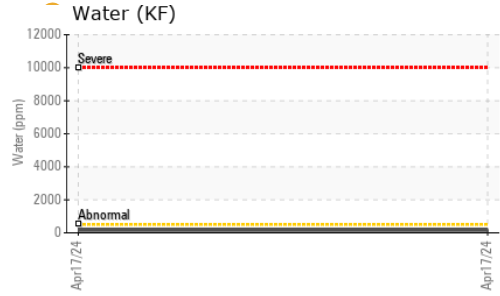 Water (KF)
12000
10000
8000
6000
4000
2000
0
Water (ppm)
Severe
Abnormal
Apr17/24
Apr17/24